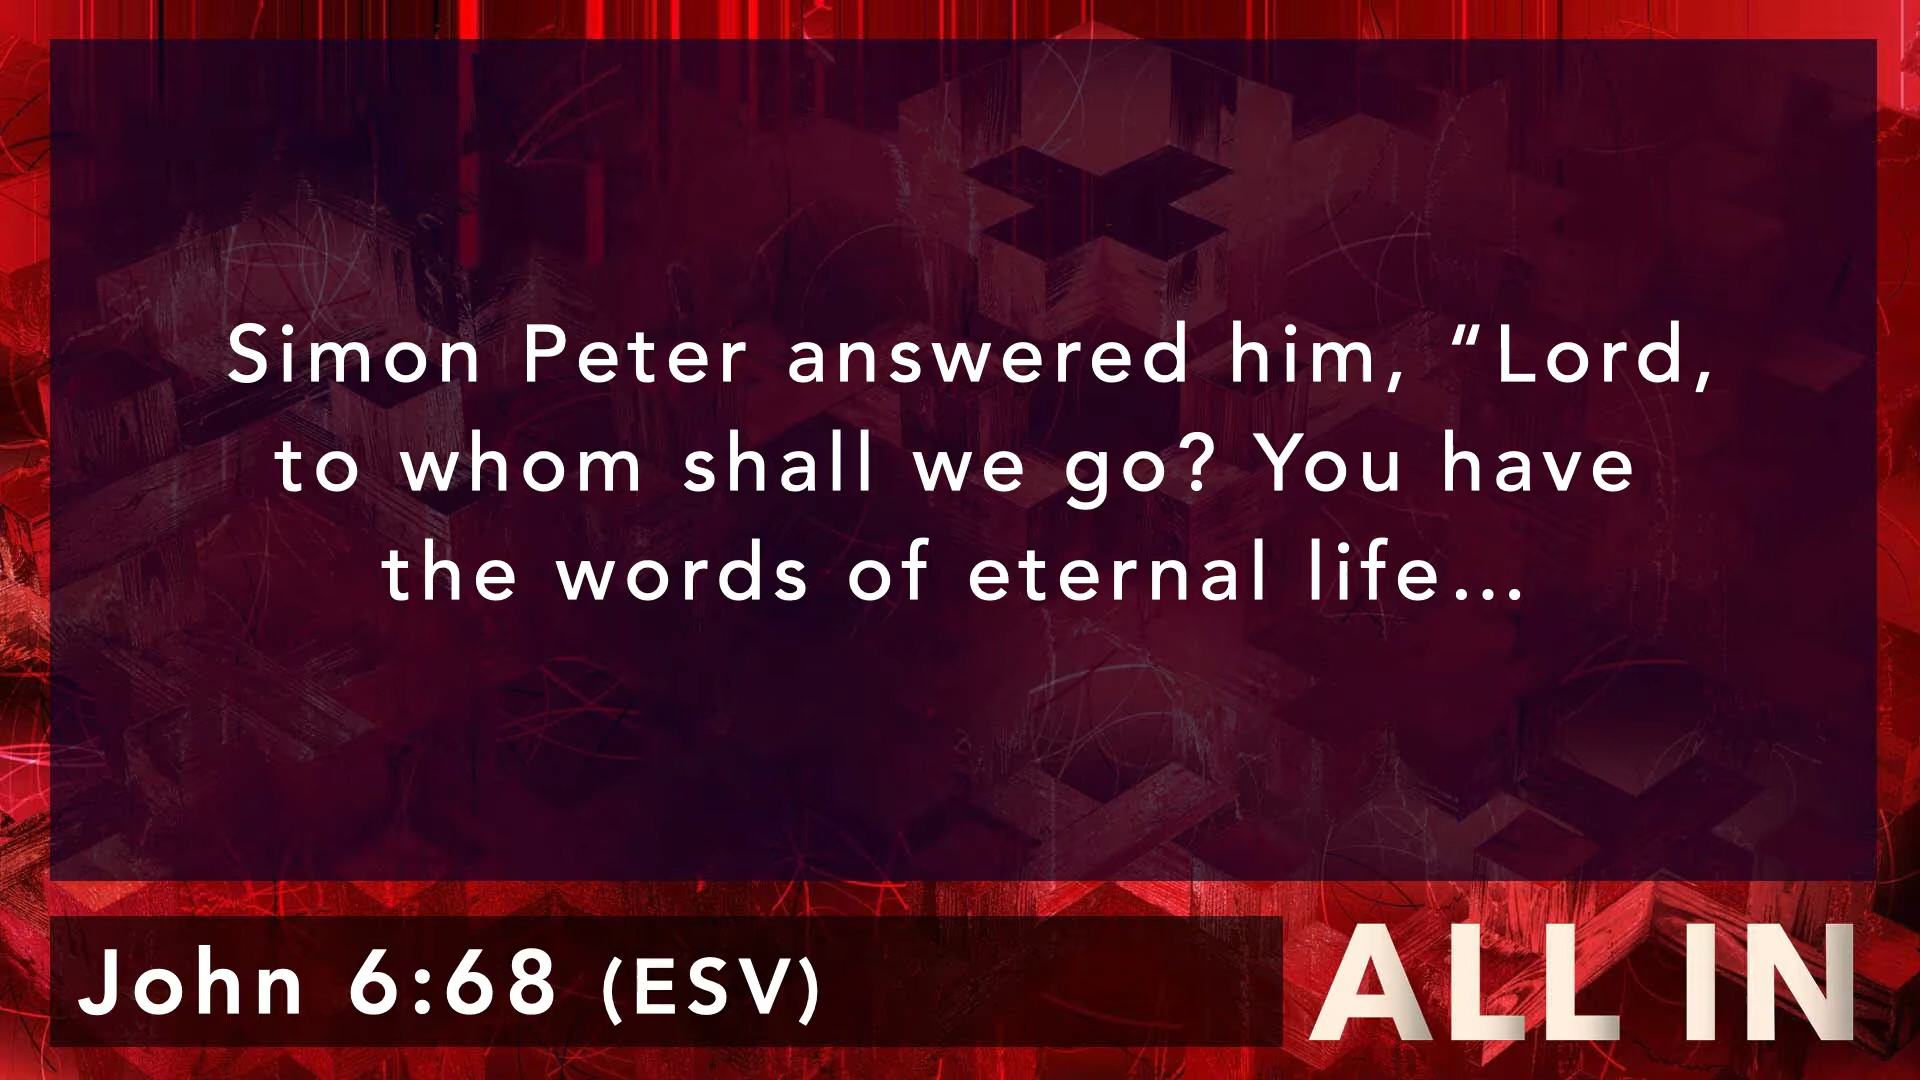 Simon Peter answered him, “Lord,
to whom shall we go? You have
the words of eternal life…
John 6:68 (ESV)
ALL IN